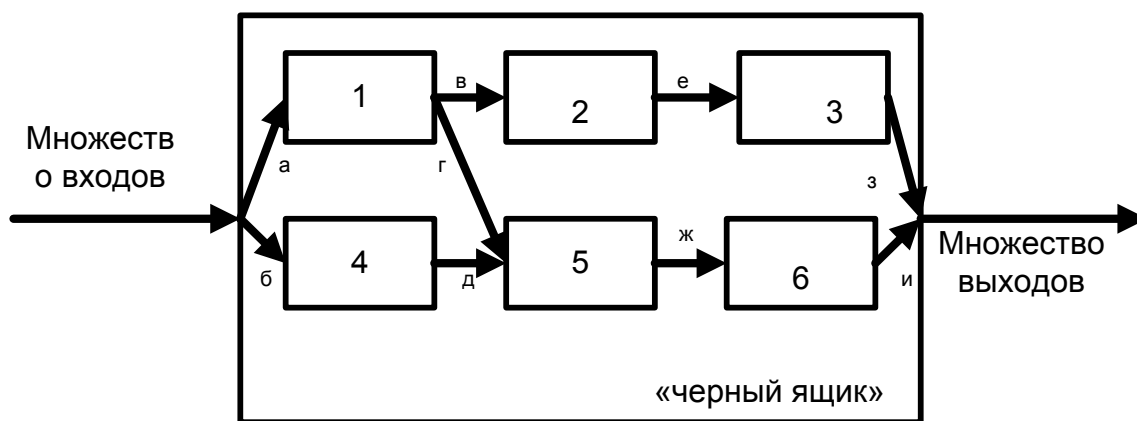 1
в
2
е
3
Множеств
о входов
а
г
з
б
4
д
5
ж
6
и
Множество
выходов
«черный ящик»